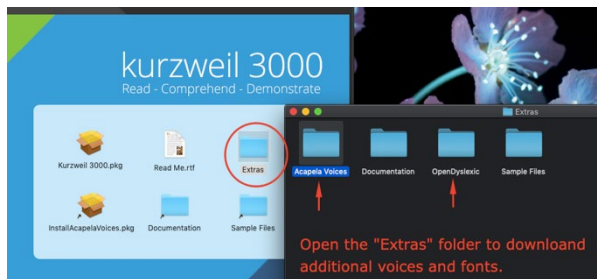 kurzweil 3000
Read - Comprehend - Demonstrate
Kurzweil 3000.pkg
Read Me.rtf
Extras
InstallAcapelaVoices.pkg
Documentation
Sample Files
Extras
Acapela Voices
Documentation
OpenDyslexic
Sample Files
Open the "Extras" folder to downloand
additional voices and fonts.